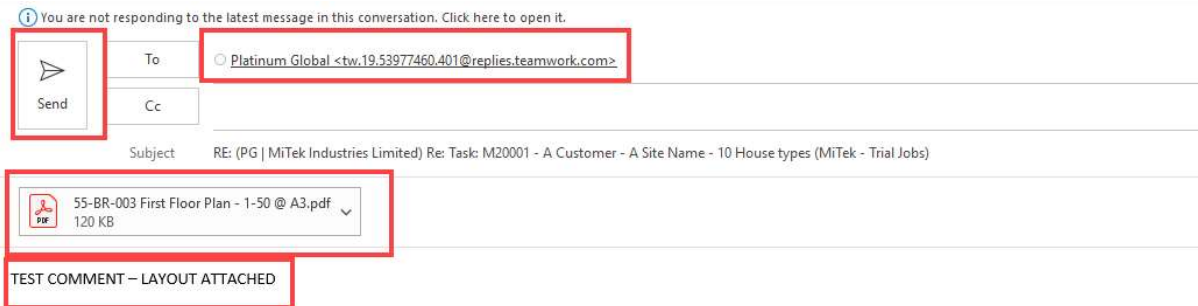 You are not responding to the latest message in this conversation. Click here to open it.
To
Platinum Global <tw.19.53977460.401@replies.teamwork.com>
Send
Cc
Subject RE: (PG | MiTek Industries Limited) Re: Task: M20001 - A Customer - A Site Name - 10 House types (MiTek - Trial Jobs)
55-BR-003 First Floor Plan - 1-50 @ A3.pdf
PDF
120 KB
TEST COMMENT – LAYOUT ATTACHED